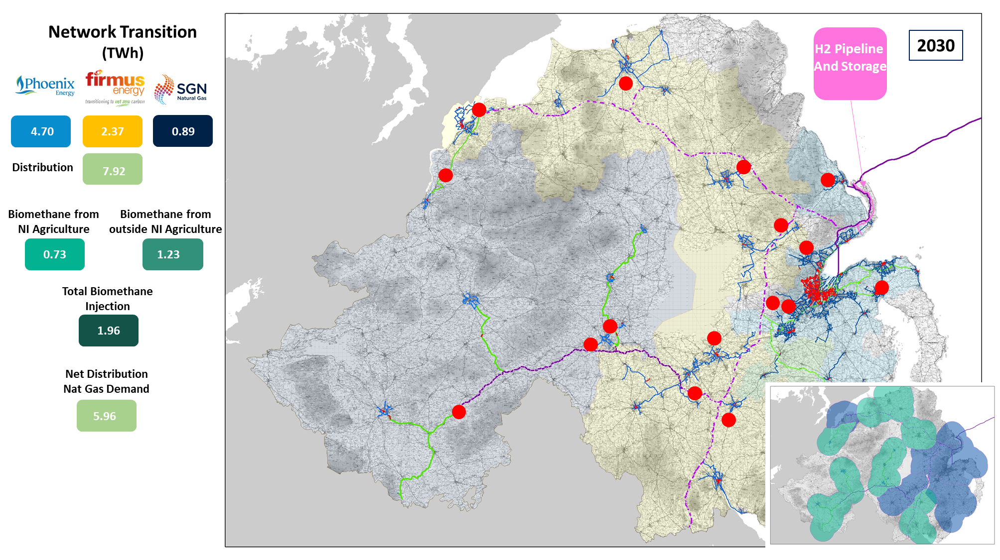 Network Transition
(TWh)
Phoenix
Energy
firmus
energy
transitioning to net zero carbon
SGN
Natural Gas
4.70
2.37
0.89
Distribution
7.92
Biomethane from
NI Agriculture
Biomethane from
outside NI Agriculture
0.73
1.23
Total Biomethane
Injection
1.96
Net Distribution
Nat Gas Demand
5.96
H2 Pipeline
And Storage
2030